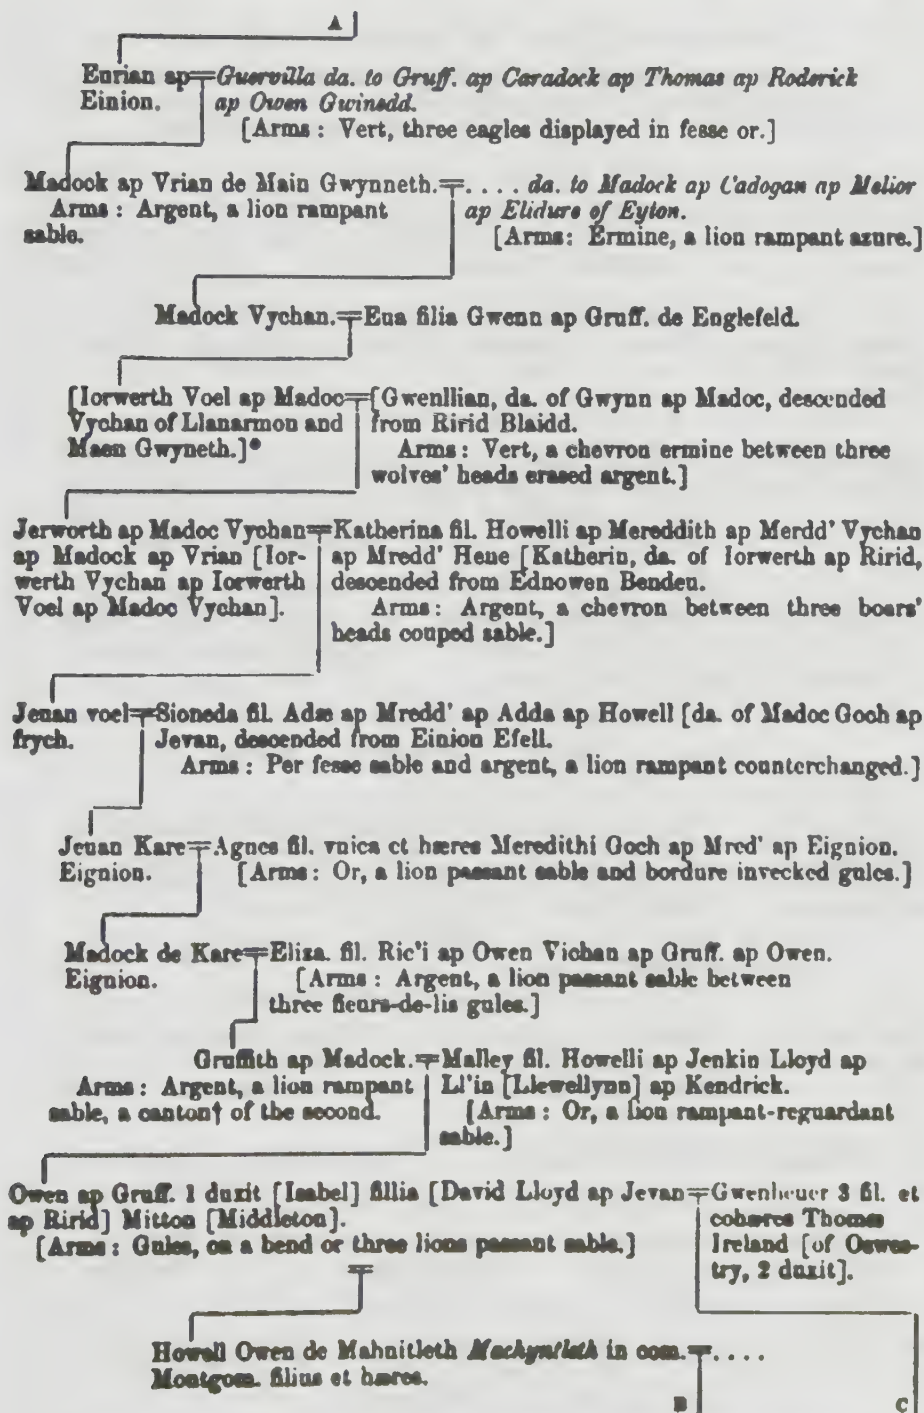 A
Enrian ap Guervilla da. to Gruff. ap Caradock ap Thomas ap Roderick
Einion. ap Owen Gwinedd.
[Arms: Vert, three eagles displayed in fesse or.]
Madock ap Vrian de Main Gwynneth. . . . . da. to Madock ap Cadogan ap Melior
Arms: Argent, a lion rampant ap Elidure of Eyton.
sable. [Arms: Ermine, a lion rampant azure.]
Madock Vychan. Eua filia Gwenn ap Gruff. de Englefeld.
[Iorwerth Voel ap Madoc [Gwenllian, da. of Gwynn ap Madoc, descended
Vychan of Llanarmon and from Ririd Blaidd.
Maen Gwyneth.]* Arms: Vert, a chevron ermine between three
wolves' heads erased argent.]
Jerworth ap Madoc Vychan Katherina fil. Howelli ap Mereddith ap Merdd' Vychan
ap Madock ap Vrian [Ior- ap Mredd' Hene [Katherin, da. of Iorwerth ap Ririd,
werth Vychan ap Iorwerth descended from Ednowen Benden.
Voel ap Madoc Vychan]. Arms: Argent, a chevron between three boars'
heads couped sable.]
Jenan voel Sioneda fil. Adæ ap Mredd' ap Adda ap Howell [da. of Madoc Goch ap
frych. Jevan, descended from Einion Efell.
Arms: Per fesse sable and argent, a lion rampant counterchanged.]
Jenan Kare Agnes fil. vnica et hæres Meredithi Goch ap Mred' ap Eignion.
Eignion. [Arms: Or, a lion passant sable and bordure invecked gules.]
Madock de Kare Eliza. fil. Ric'i ap Owen Vichan ap Gruff. ap Owen.
Eignion. [Arms: Argent, a lion passant sable between
three fleurs-de-lis gules.]
Gruffith ap Madock. Malley fil. Howelli ap Jenkin Lloyd ap
Arms: Argent, a lion rampant Ll'in [Llewellynn] ap Kendrick.
sable, a canton† of the second. [Arms: Or, a lion rampant-reguardant
sable.]
Owen ap Gruff. 1 duxit [Isabel] fillia [David Lloyd ap Jevan Gwenheuer 3 fil. et
ap Ririd] Mitton [Middleton]. cohæres Thomæ
[Arms: Gules, on a bend or three lions passant sable.] Ireland [of Oswes-
try, 2 duxit].
Howell Owen de Mahnitleth Machyntleth in com. . . . .
Montgom. filius et hæres.
B C